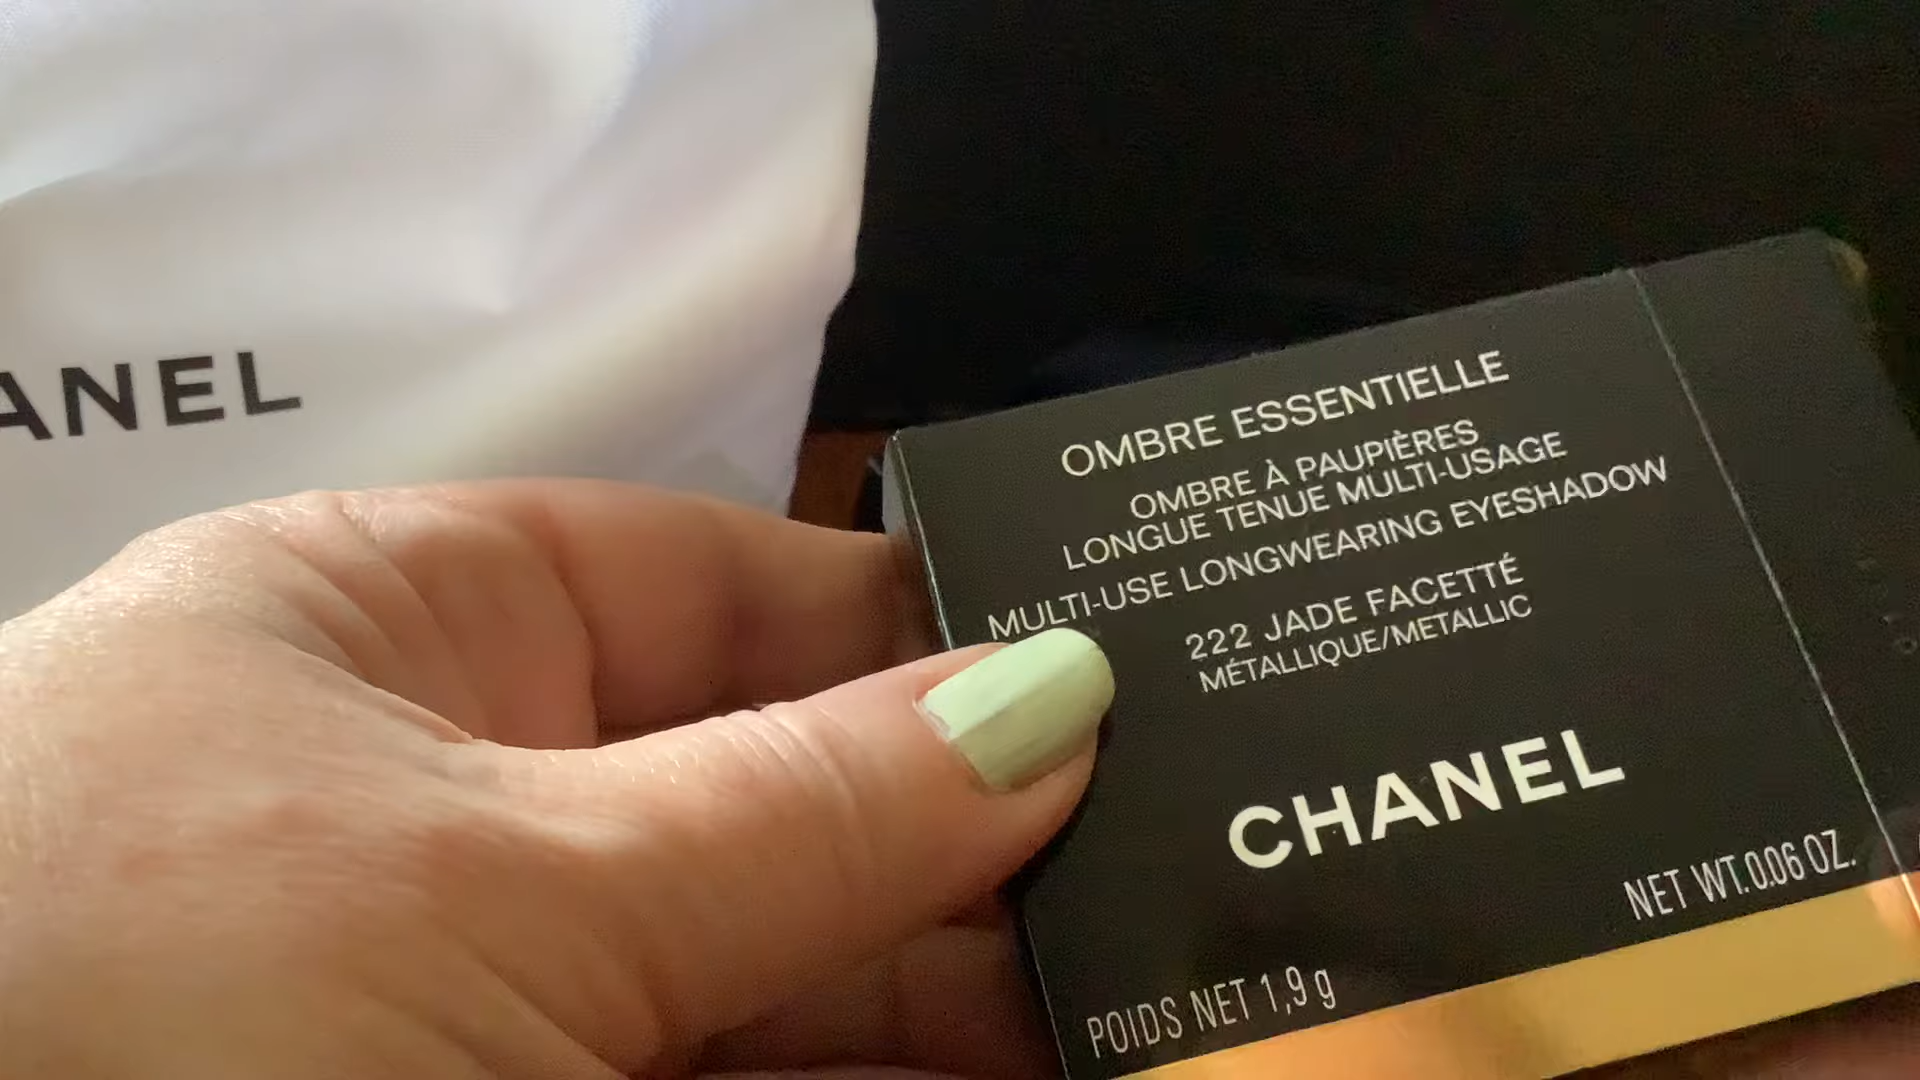 ANEL
OMBRE ESSENTIELLE
OMBRE À PAUPIÈRES
LONGUE TENUE MULTI-USAGE
MULTI-USE LONGWEARING EYESHADOW
222 JADE FACETTÉ
MÉTALLIQUE/METALLIC
CHANEL
NET WT. 0.06 OZ.
POIDS NET 1,9 g